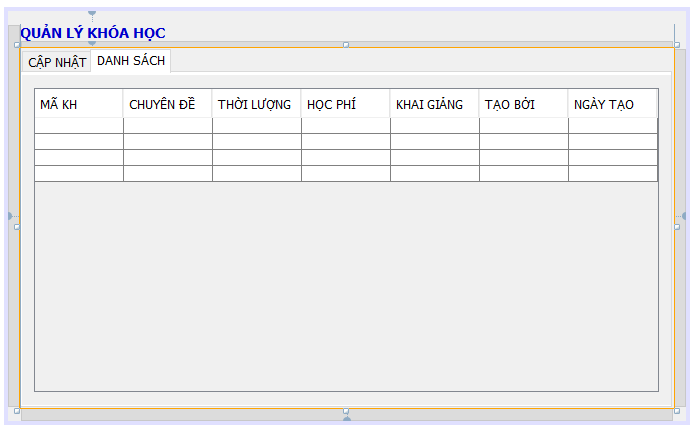 QUẢN LÝ KHÓA HỌC
CẬP NHẬT DANH SÁCH
MÃ KH CHUYÊN ĐỀ THỜI LƯỢNG HỌC PHÍ KHAI GIẢNG TẠO BỞI NGÀY TẠO